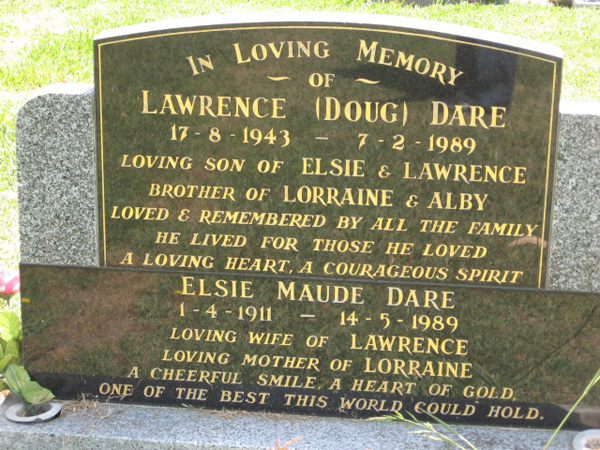 In Loving Memory
~ OF ~
Lawrence (Doug) Dare
17-8-1943 — 7-2-1989
LOVING SON OF ELSIE & LAWRENCE
BROTHER OF LORRAINE & ALBY
LOVED & REMEMBERED BY ALL THE FAMILY
HE LIVED FOR THOSE HE LOVED
A LOVING HEART, A COURAGEOUS SPIRIT
Elsie Maude Dare
1-4-1911 — 14-5-1989
LOVING WIFE OF LAWRENCE
LOVING MOTHER OF LORRAINE
A CHEERFUL SMILE, A HEART OF GOLD,
ONE OF THE BEST THIS WORLD COULD HOLD.